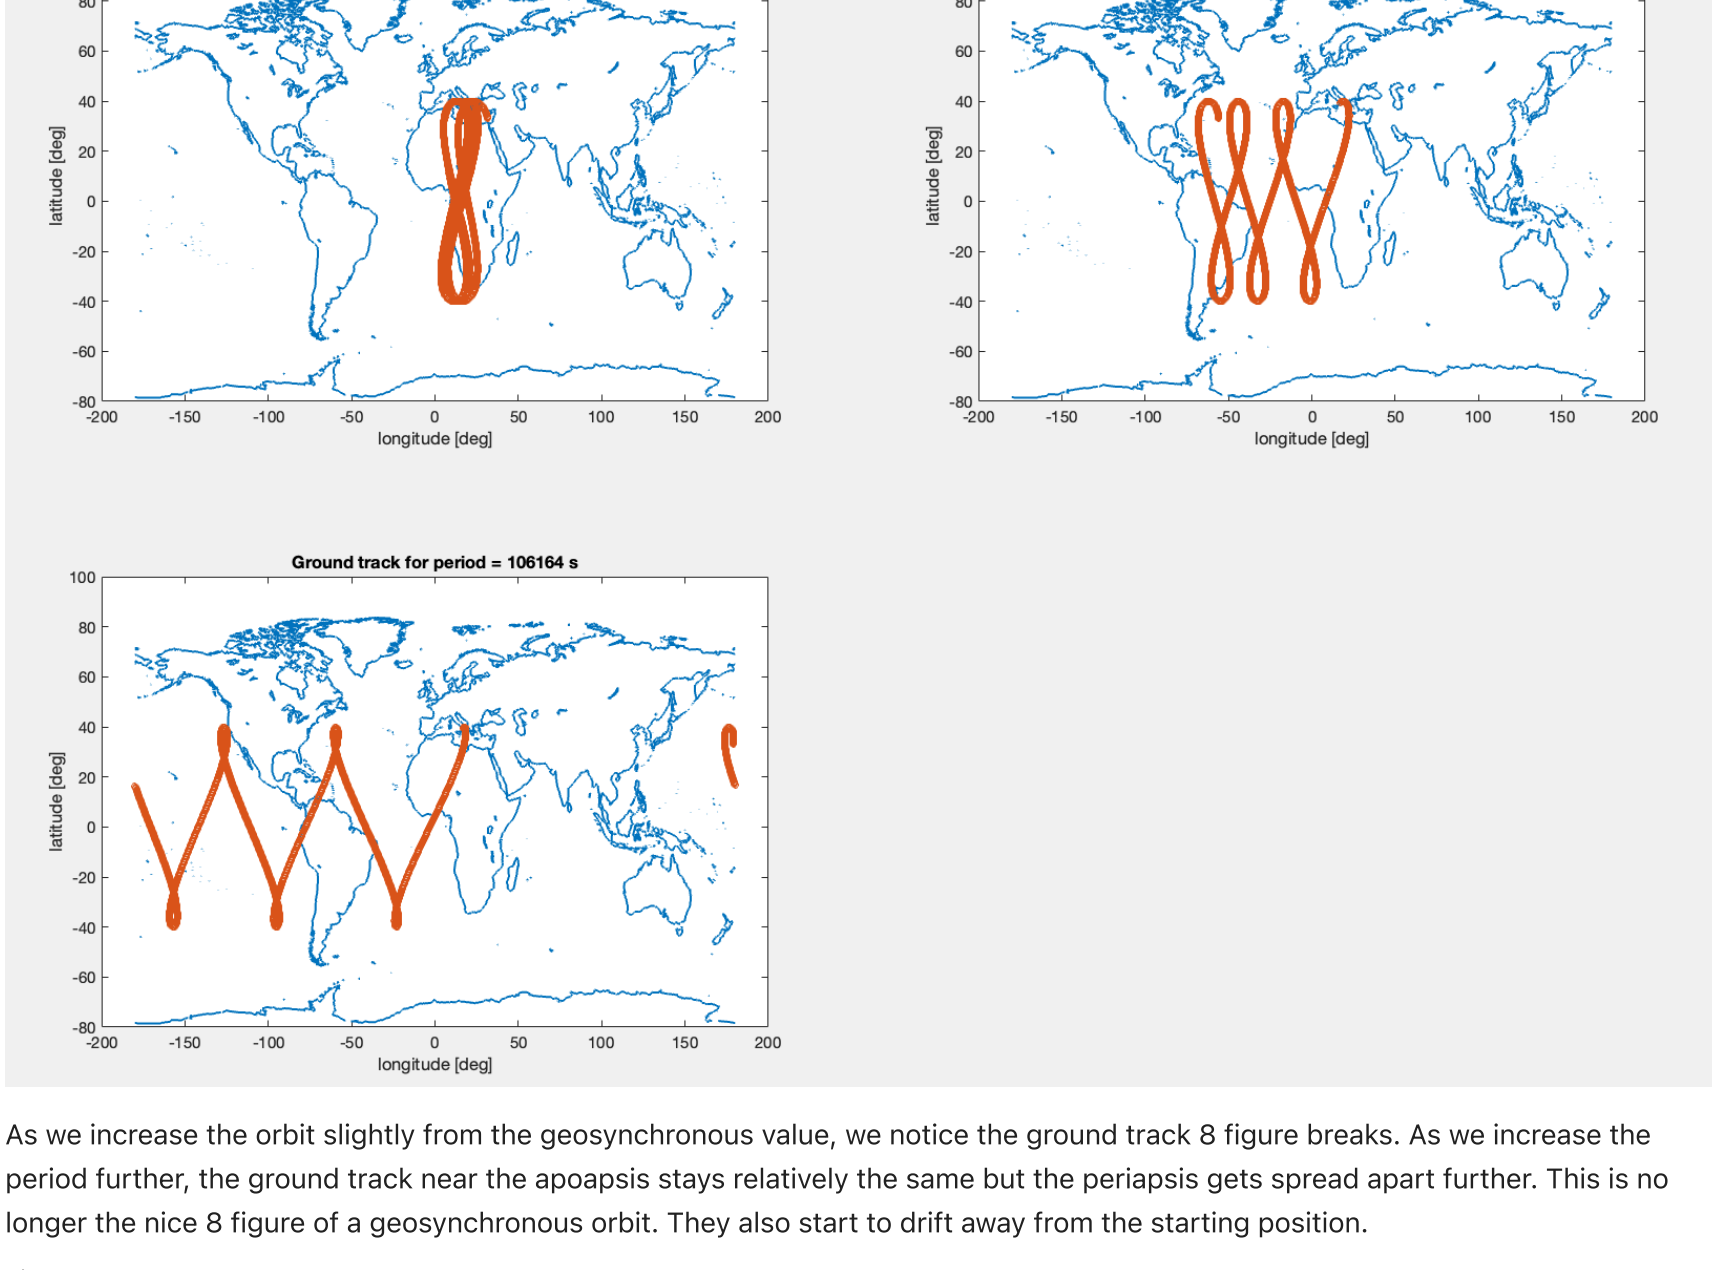 80
60
40
20
0
-20
-40
-60
-80
latitude [deg]
-200 -150 -100 -50 0 50 100 150 200
longitude [deg]
80
60
40
20
0
-20
-40
-60
-80
latitude [deg]
-200 -150 -100 -50 0 50 100 150 200
longitude [deg]
Ground track for period = 106164 s
100
80
60
40
20
0
-20
-40
-60
-80
latitude [deg]
-200 -150 -100 -50 0 50 100 150 200
longitude [deg]
As we increase the orbit slightly from the geosynchronous value, we notice the ground track 8 figure breaks. As we increase the
period further, the ground track near the apoapsis stays relatively the same but the periapsis gets spread apart further. This is no
longer the nice 8 figure of a geosynchronous orbit. They also start to drift away from the starting position.